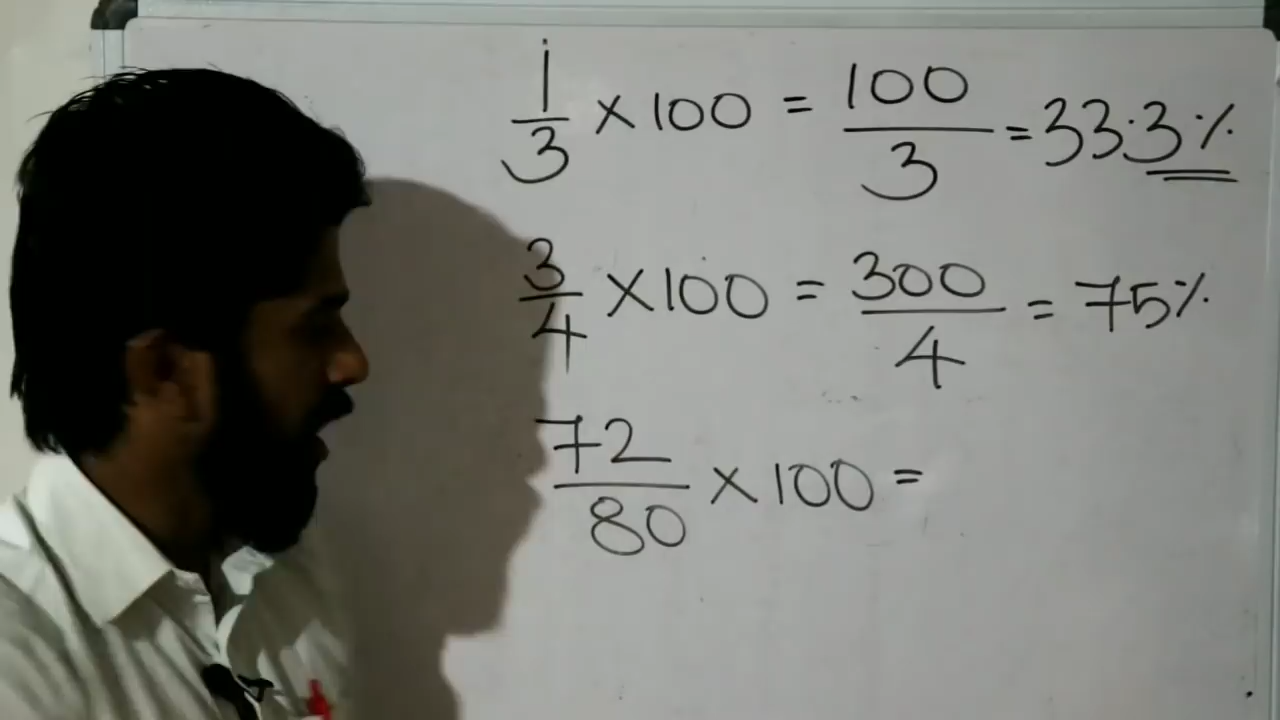 1/3 × 100 = 100/3 = 33.3%
3/4 × 100 = 300/4 = 75%
72/80 × 100 =